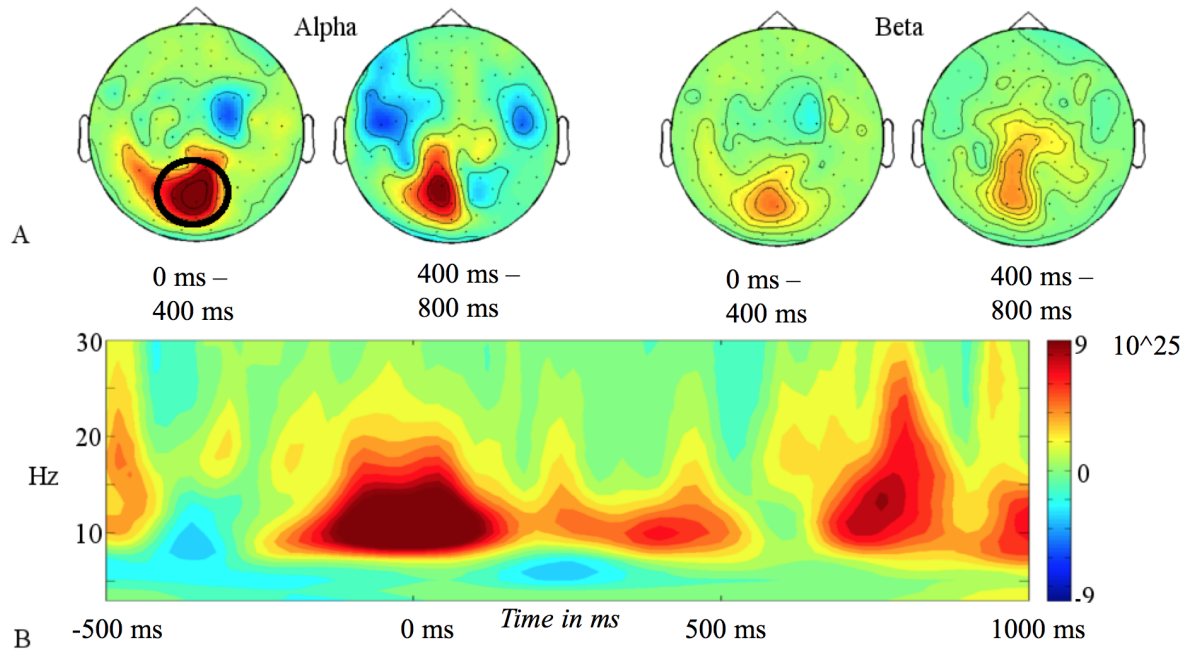 Alpha
Beta
A
0 ms –
400 ms
400 ms –
800 ms
0 ms –
400 ms
400 ms –
800 ms
30
20
Hz
10
9
10^25
0
-9
B
-500 ms
0 ms
Time in ms
500 ms
1000 ms